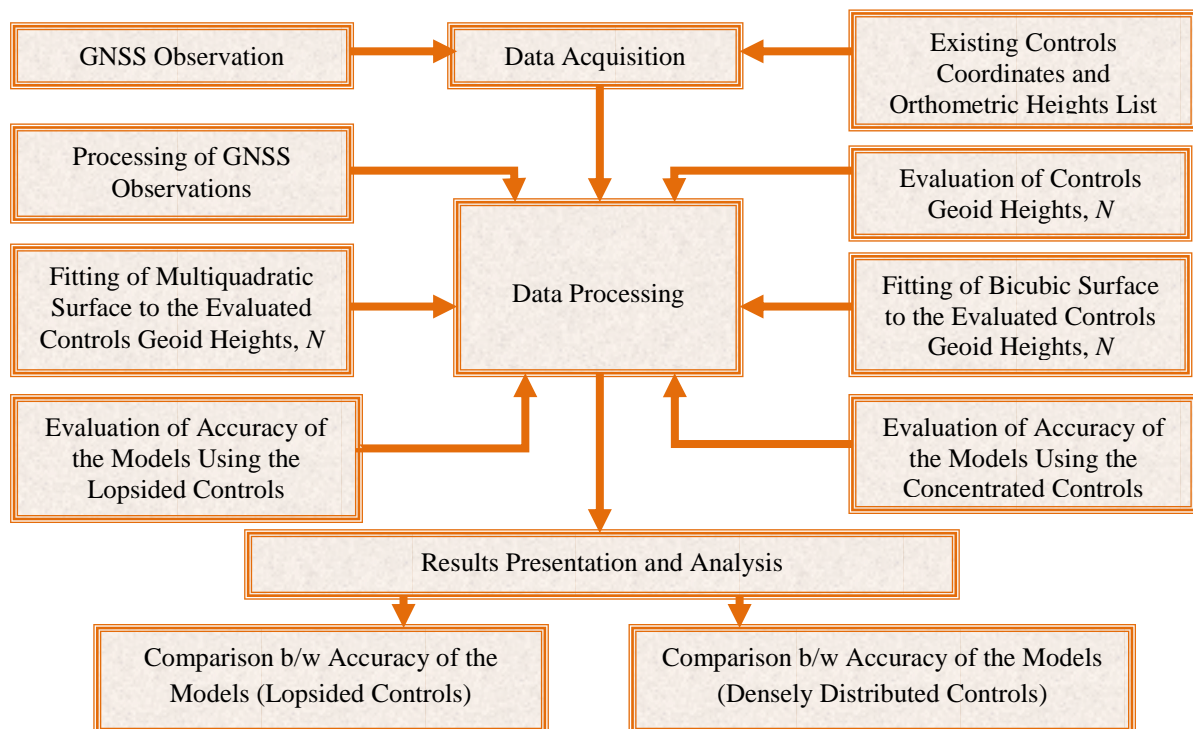 GNSS Observation
Data Acquisition
Existing Controls
Coordinates and
Orthometric Heights List
Processing of GNSS
Observations
Evaluation of Controls
Geoid Heights, N
Fitting of Multiquadratic
Surface to the Evaluated
Controls Geoid Heights, N
Data Processing
Fitting of Bicubic Surface
to the Evaluated Controls
Geoid Heights, N
Evaluation of Accuracy of
the Models Using the
Lopsided Controls
Evaluation of Accuracy of
the Models Using the
Concentrated Controls
Results Presentation and Analysis
Comparison b/w Accuracy of the
Models (Lopsided Controls)
Comparison b/w Accuracy of the Models
(Densely Distributed Controls)